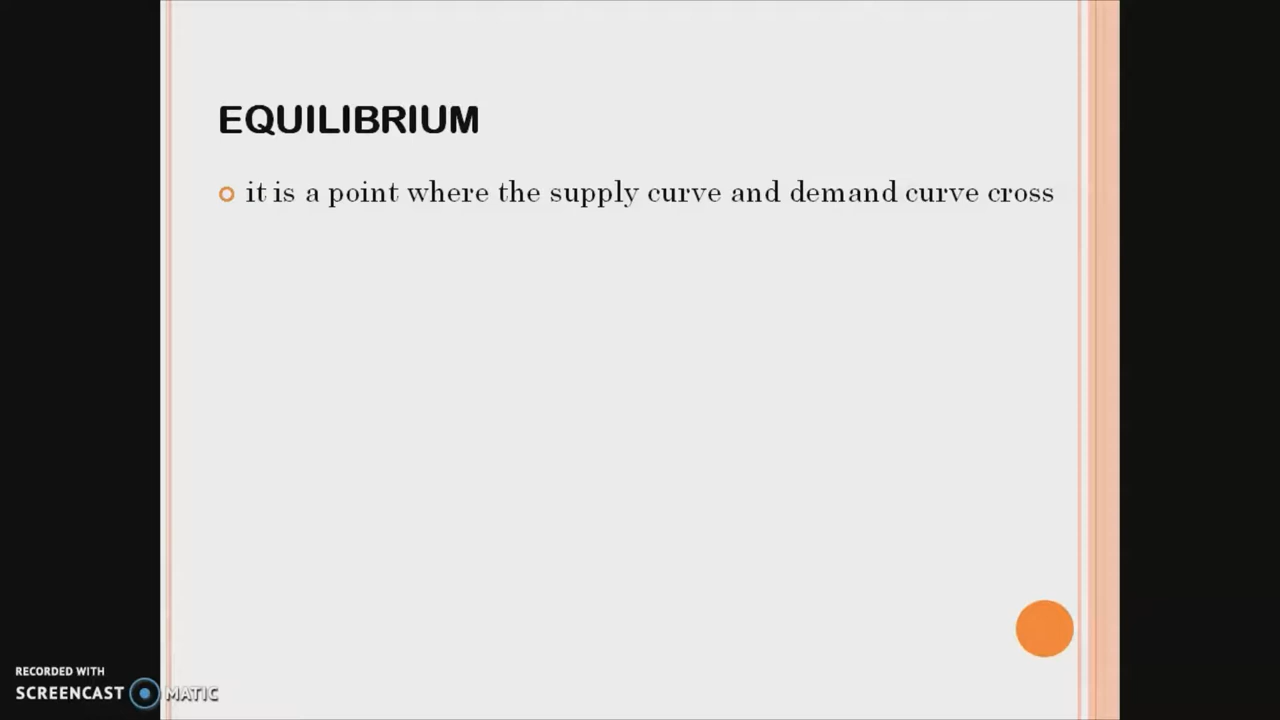 EQUILIBRIUM
it is a point where the supply curve and demand curve cross
RECORDED WITH
SCREENCAST MATIC